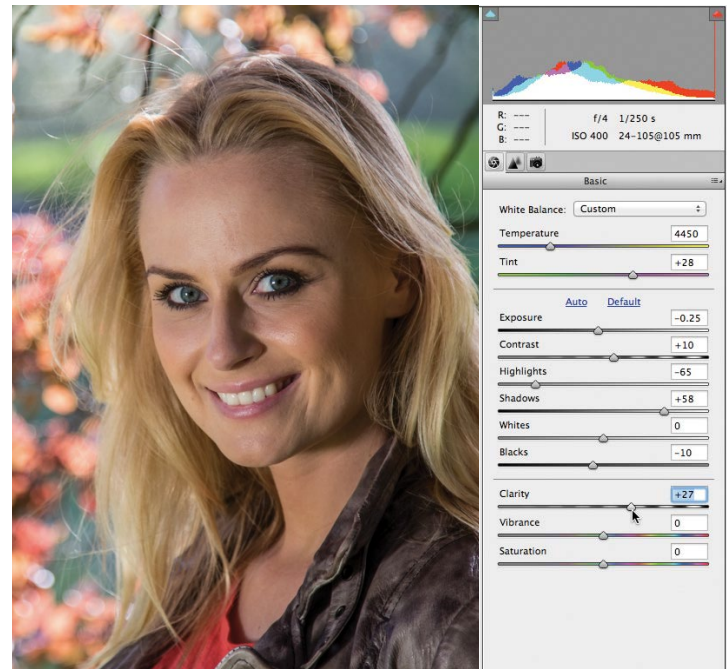 R: ---
G: ---
B: ---
f/4 1/250 s
ISO 400 24-105@105 mm
Basic
White Balance: Custom
Temperature 4450
Tint +28
Auto Default
Exposure -0.25
Contrast +10
Highlights -65
Shadows +58
Whites 0
Blacks -10
Clarity +27
Vibrance 0
Saturation 0